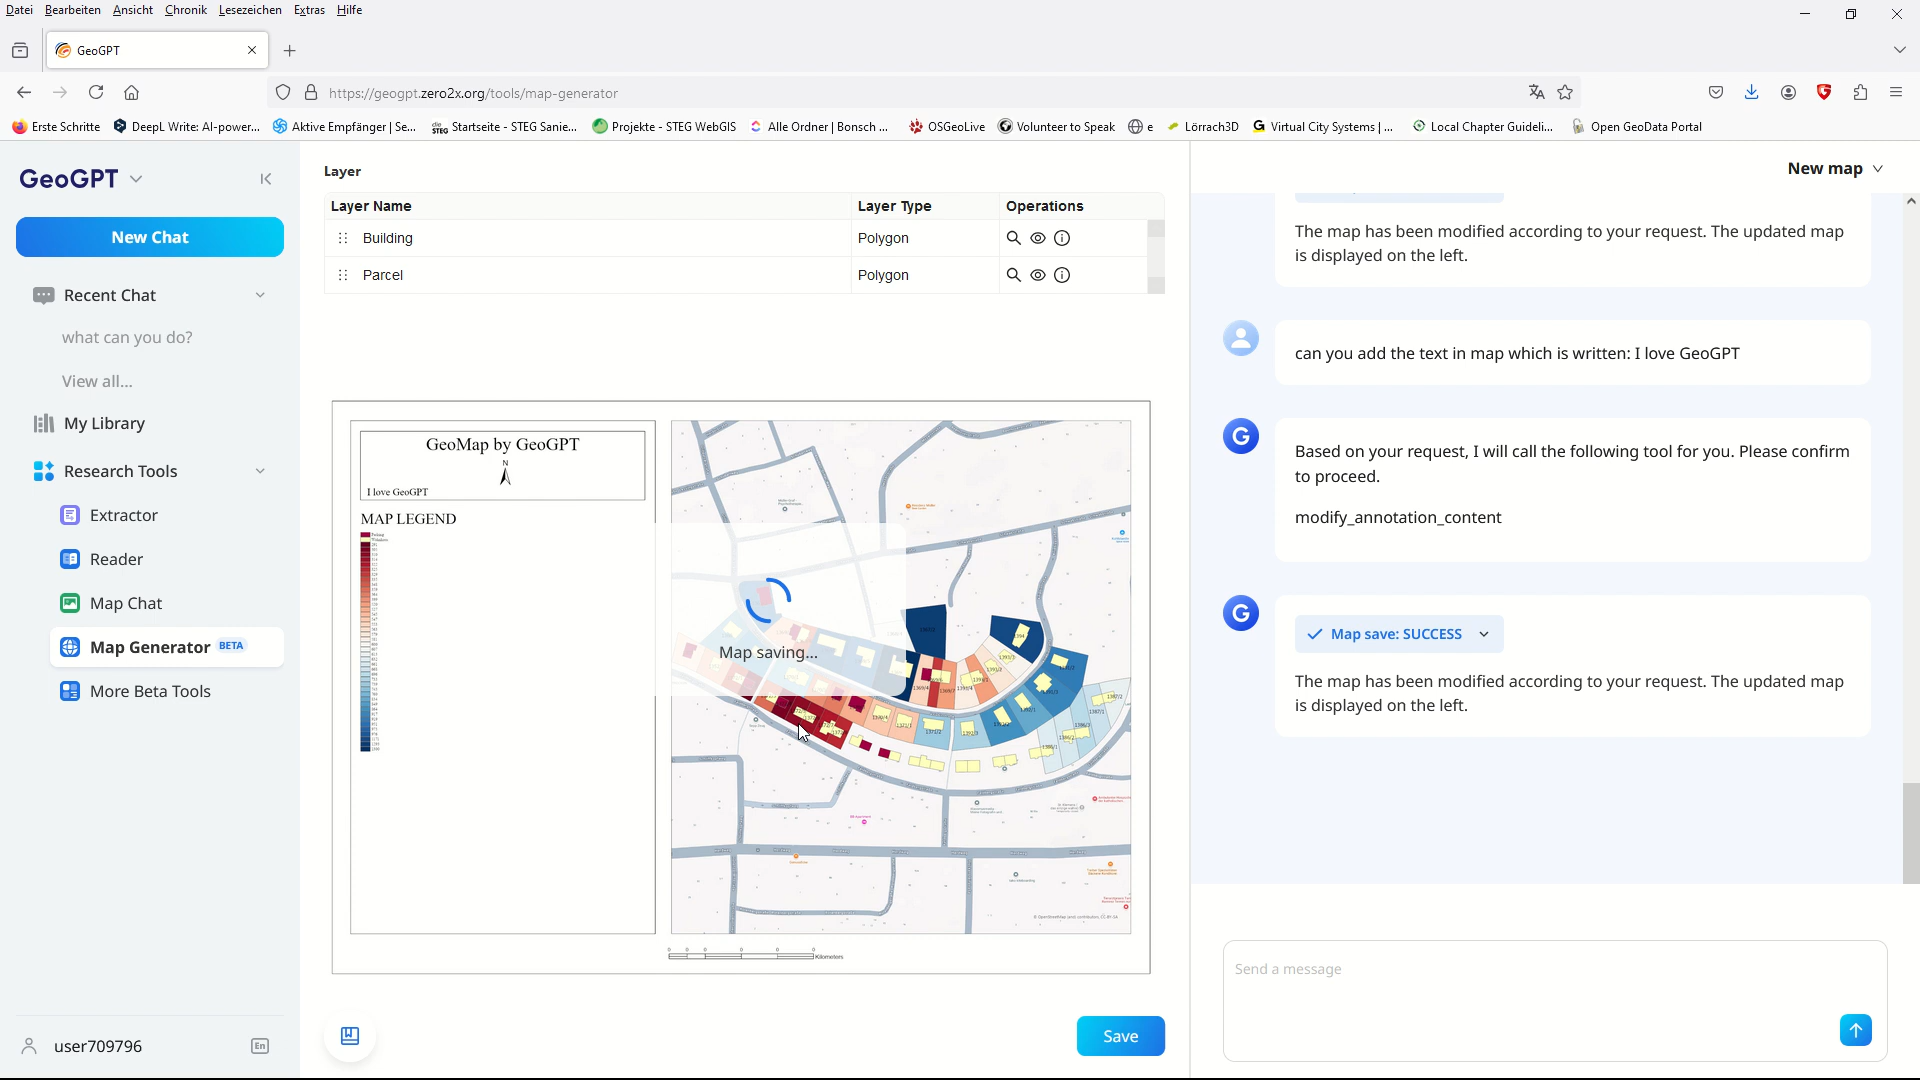 Datei Bearbeiten Ansicht Chronik Lesezeichen Extras Hilfe
GeoGPT
https://geogpt.zero2x.org/tools/map-generator
Erste Schritte DeepL Write: AI-power... Aktive Empfänger | Se... die STEG Startseite - STEG Sanie... Projekte - STEG WebGIS Alle Ordner | Bonsch ... OSGeoLive Volunteer to Speak e Lörrach3D Virtual City Systems | ... Local Chapter Guideli... Open GeoData Portal
GeoGPT
New Chat
Recent Chat
what can you do?
View all...
My Library
Research Tools
Extractor
Reader
Map Chat
Map Generator BETA
More Beta Tools
user709796 En
Layer
Layer Name Layer Type Operations
Building Polygon
Parcel Polygon
GeoMap by GeoGPT
N
I love GeoGPT
MAP LEGEND
Map saving...
Kilometers
Save
New map
The map has been modified according to your request. The updated map
is displayed on the left.
can you add the text in map which is written: I love GeoGPT
G
Based on your request, I will call the following tool for you. Please confirm
to proceed.
modify_annotation_content
G
Map save: SUCCESS
The map has been modified according to your request. The updated map
is displayed on the left.
Send a message